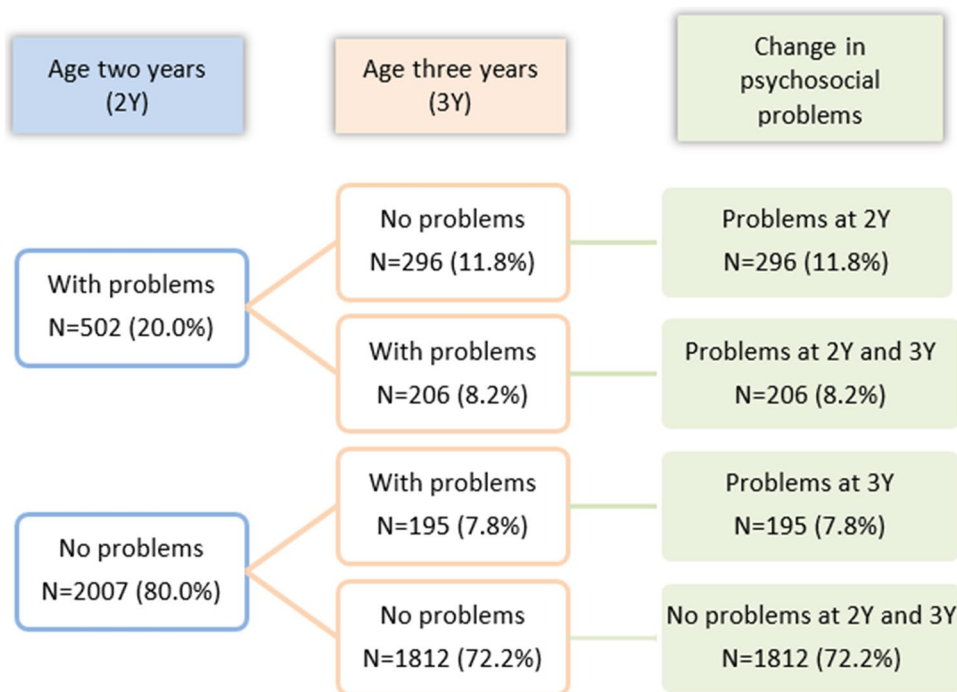 Age two years
(2Y)
Age three years
(3Y)
Change in
psychosocial
problems
With problems
N=502 (20.0%)
No problems
N=296 (11.8%)
Problems at 2Y
N=296 (11.8%)
With problems
N=206 (8.2%)
Problems at 2Y and 3Y
N=206 (8.2%)
No problems
N=2007 (80.0%)
With problems
N=195 (7.8%)
Problems at 3Y
N=195 (7.8%)
No problems
N=1812 (72.2%)
No problems at 2Y and 3Y
N=1812 (72.2%)